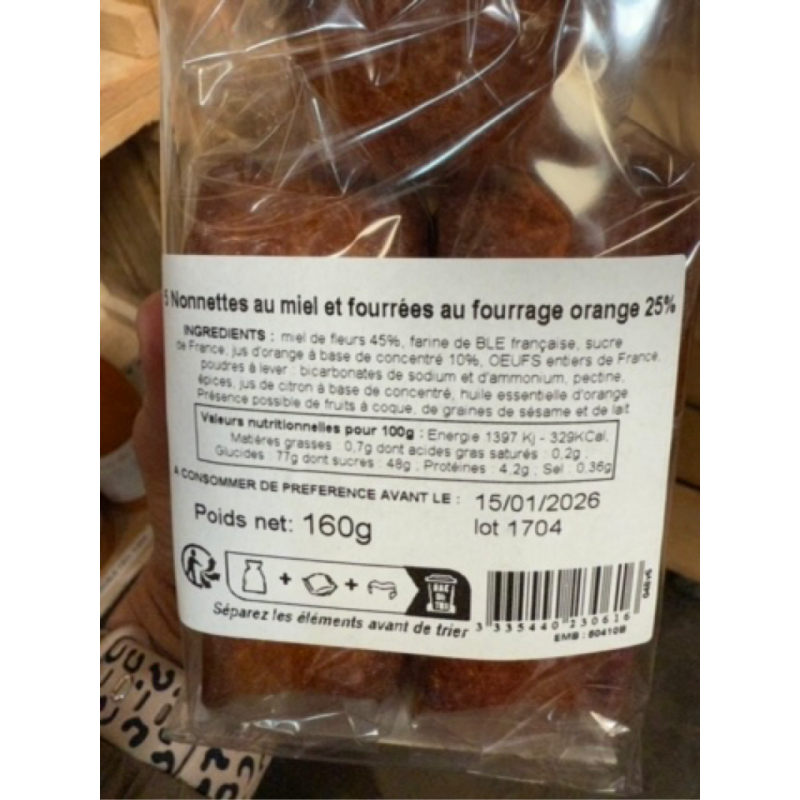 5 Nonnettes au miel et fourrées au fourrage orange 25%
INGREDIENTS : miel de fleurs 45%, farine de BLE française, sucre
de France, jus d'orange à base de concentré 10%, OEUFS entiers de France,
poudres à lever : bicarbonates de sodium et d'ammonium, pectine,
épices, jus de citron à base de concentré, huile essentielle d'orange
Présence possible de fruits à coque, de graines de sésame et de lait
Valeurs nutritionnelles pour 100g : Energie 1397 Kj - 329KCal,
Matières grasses : 0,7g dont acides gras saturés : 0,2g ,
Glucides : 77g dont sucres : 48g , Protéines : 4.2g ; Sel : 0.36g
A CONSOMMER DE PREFERENCE AVANT LE : 15/01/2026
Poids net: 160g
lot 1704
BAC DE TRI
Séparez les éléments avant de trier
3 335440 230616
EMB : 60410B